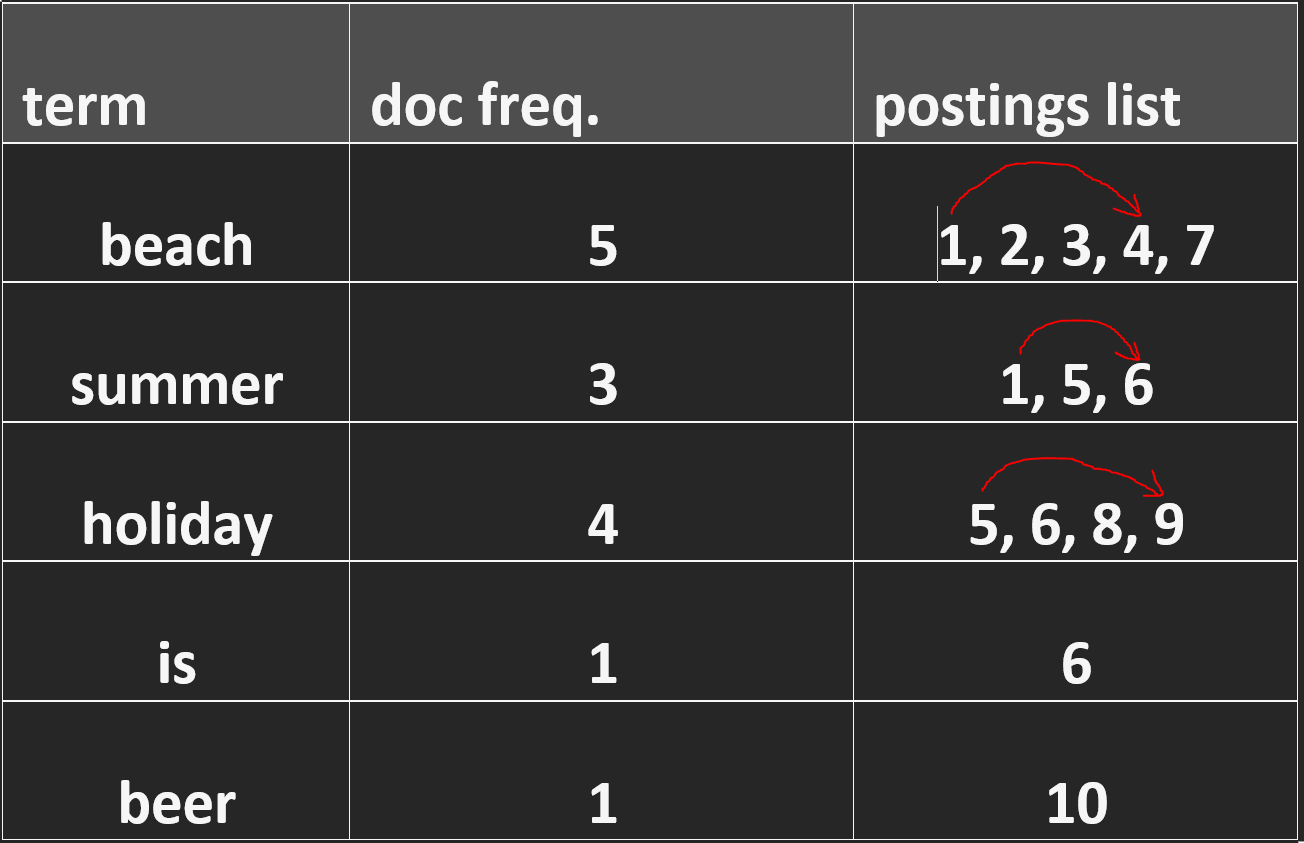 term doc freq. postings list
beach 5 1, 2, 3, 4, 7
summer 3 1, 5, 6
holiday 4 5, 6, 8, 9
is 1 6
beer 1 10